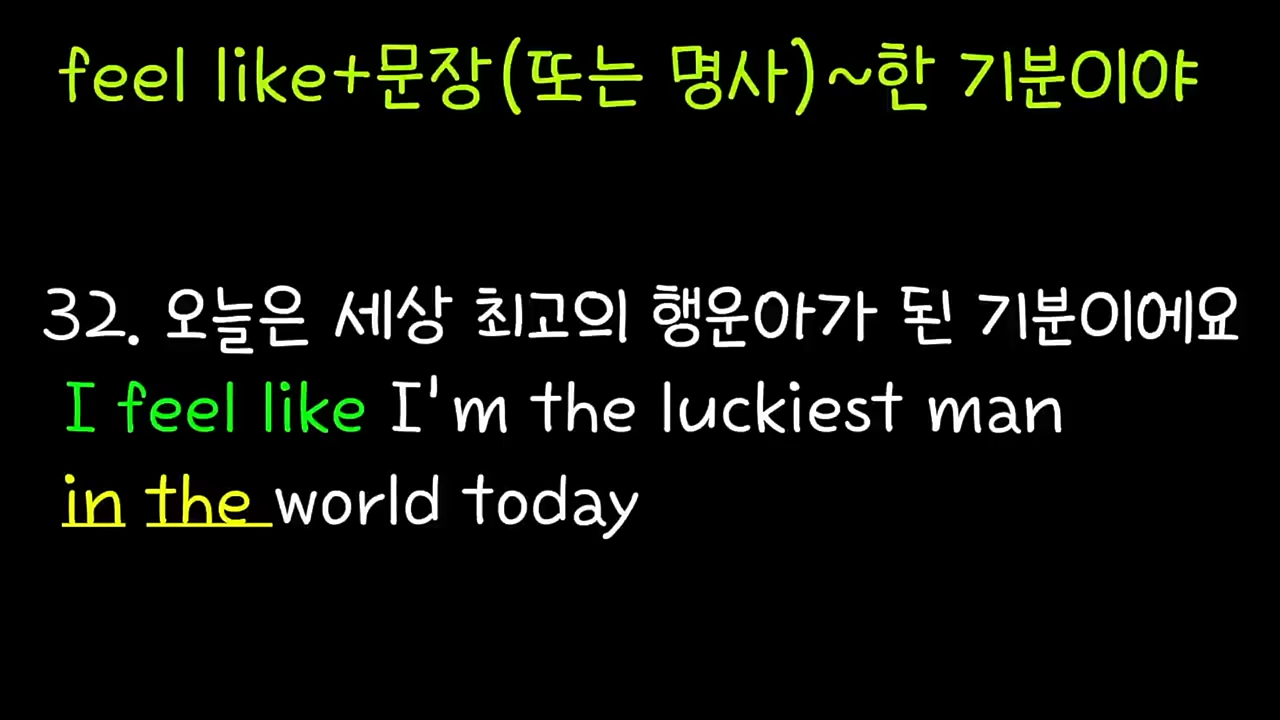 feel like+문장(또는 명사)~한 기분이야
32. 오늘은 세상 최고의 행운아가 된 기분이에요
I feel like I'm the luckiest man
in the world today